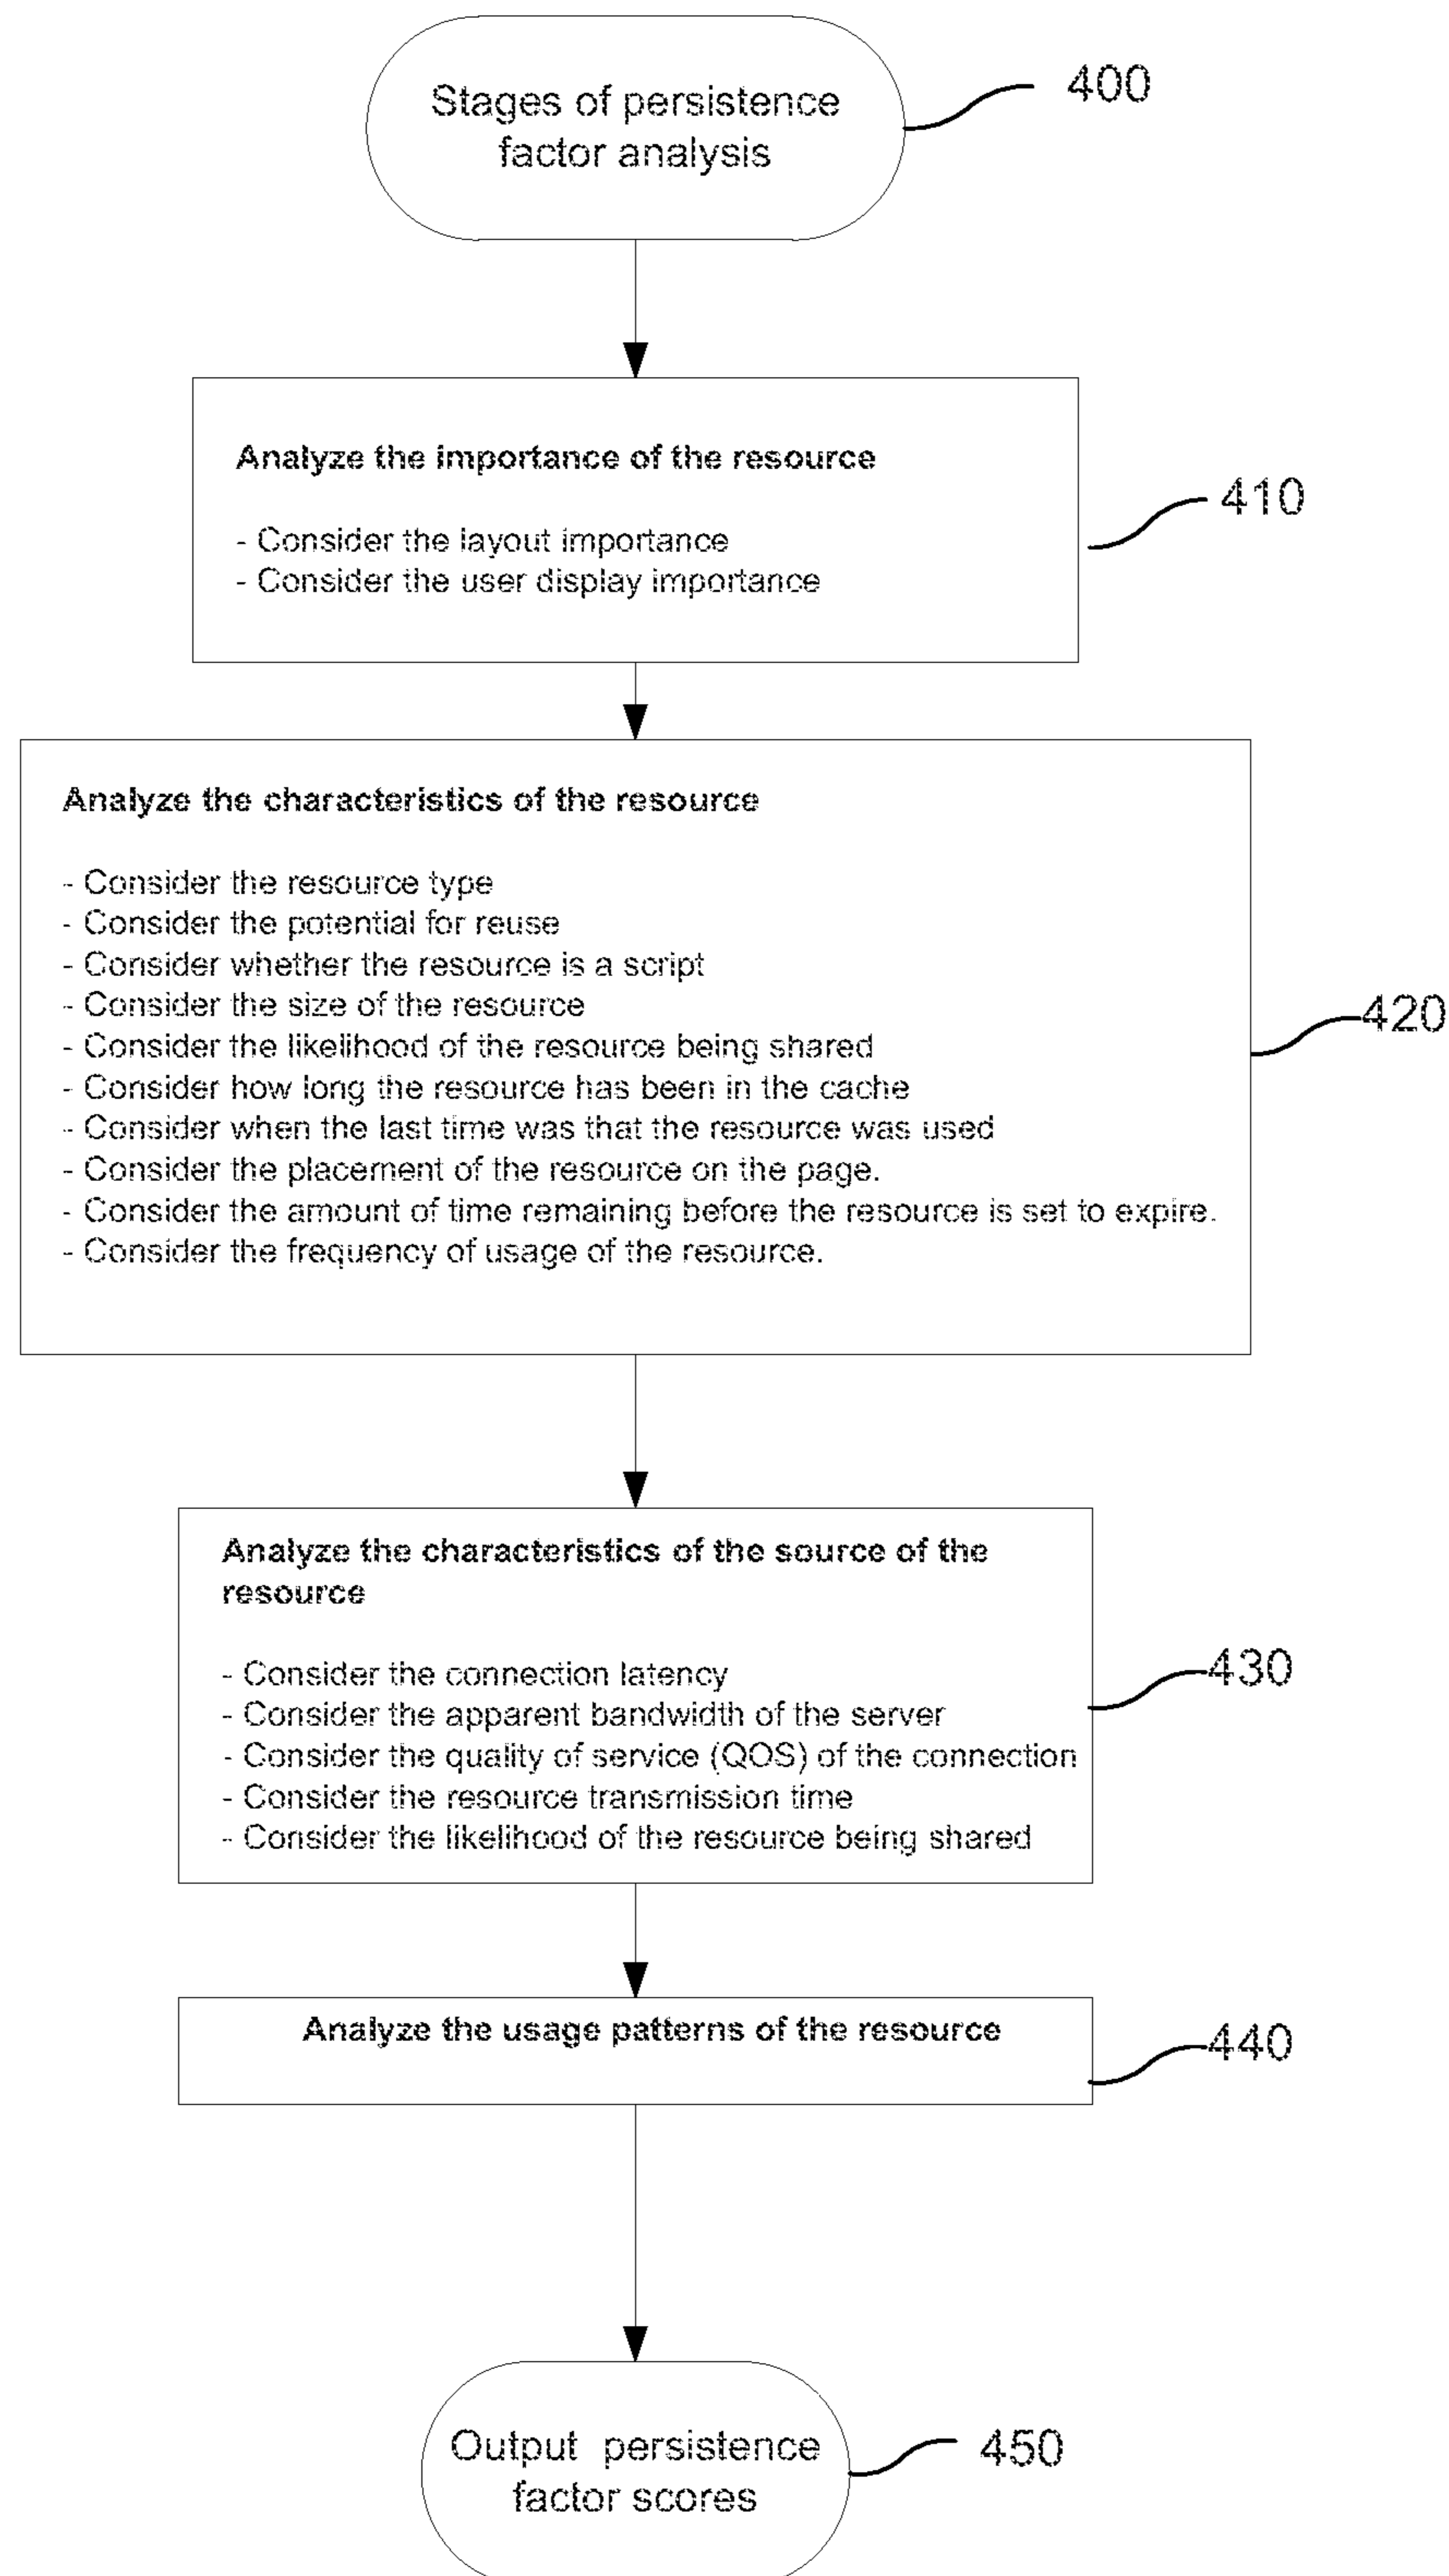 Stages of persistence
factor analysis
400
Analyze the importance of the resource
- Consider the layout importance
- Consider the user display importance
410
Analyze the characteristics of the resource
- Consider the resource type
- Consider the potential for reuse
- Consider whether the resource is a script
- Consider the size of the resource
- Consider the likelihood of the resource being shared
- Consider how long the resource has been in the cache
- Consider when the last time was that the resource was used
- Consider the placement of the resource on the page.
- Consider the amount of time remaining before the resource is set to expire.
- Consider the frequency of usage of the resource.
420
Analyze the characteristics of the source of the
resource
- Consider the connection latency
- Consider the apparent bandwidth of the server
- Consider the quality of service (QOS) of the connection
- Consider the resource transmission time
- Consider the likelihood of the resource being shared
430
Analyze the usage patterns of the resource
440
Output persistence
factor scores
450